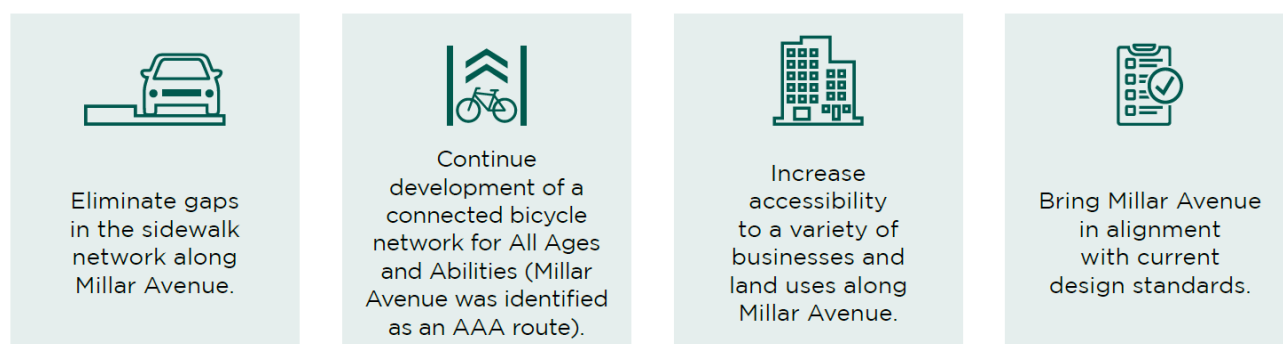 Eliminate gaps
in the sidewalk
network along
Millar Avenue.
Continue
development of a
connected bicycle
network for All Ages
and Abilities (Millar
Avenue was identified
as an AAA route).
Increase
accessibility
to a variety of
businesses and
land uses along
Millar Avenue.
Bring Millar Avenue
in alignment
with current
design standards.